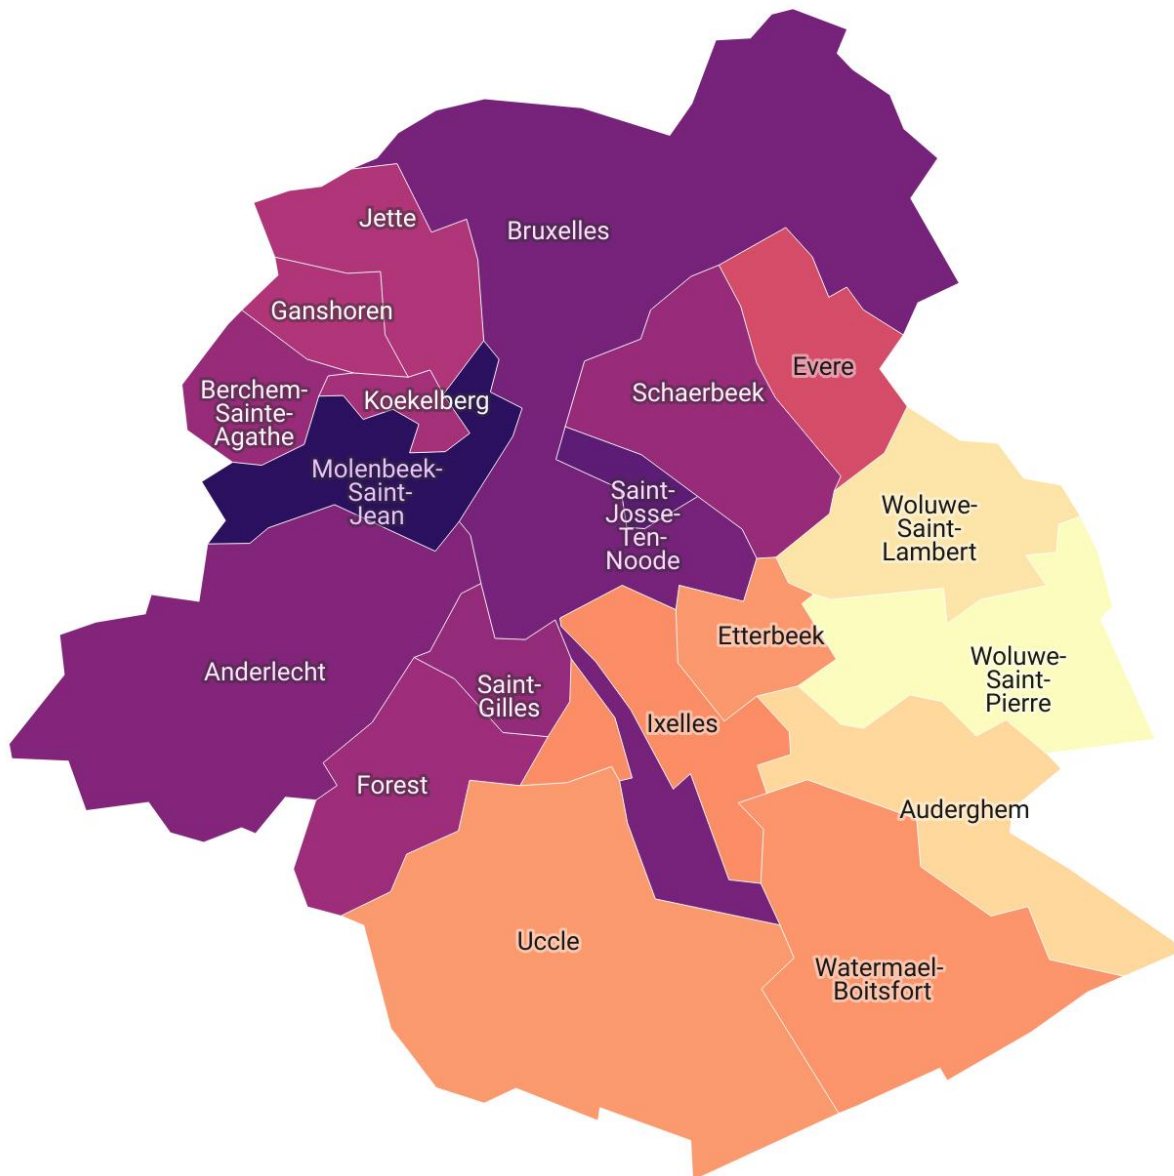 Jette
Bruxelles
Ganshoren
Evere
Berchem-
Sainte-
Agathe
Koekelberg
Schaerbeek
Molenbeek-
Saint-
Jean
Saint-
Josse-
Ten-
Noode
Woluwe-
Saint-
Lambert
Etterbeek
Anderlecht
Saint-
Gilles
Woluwe-
Saint-
Pierre
Ixelles
Forest
Auderghem
Uccle
Watermael-
Boitsfort